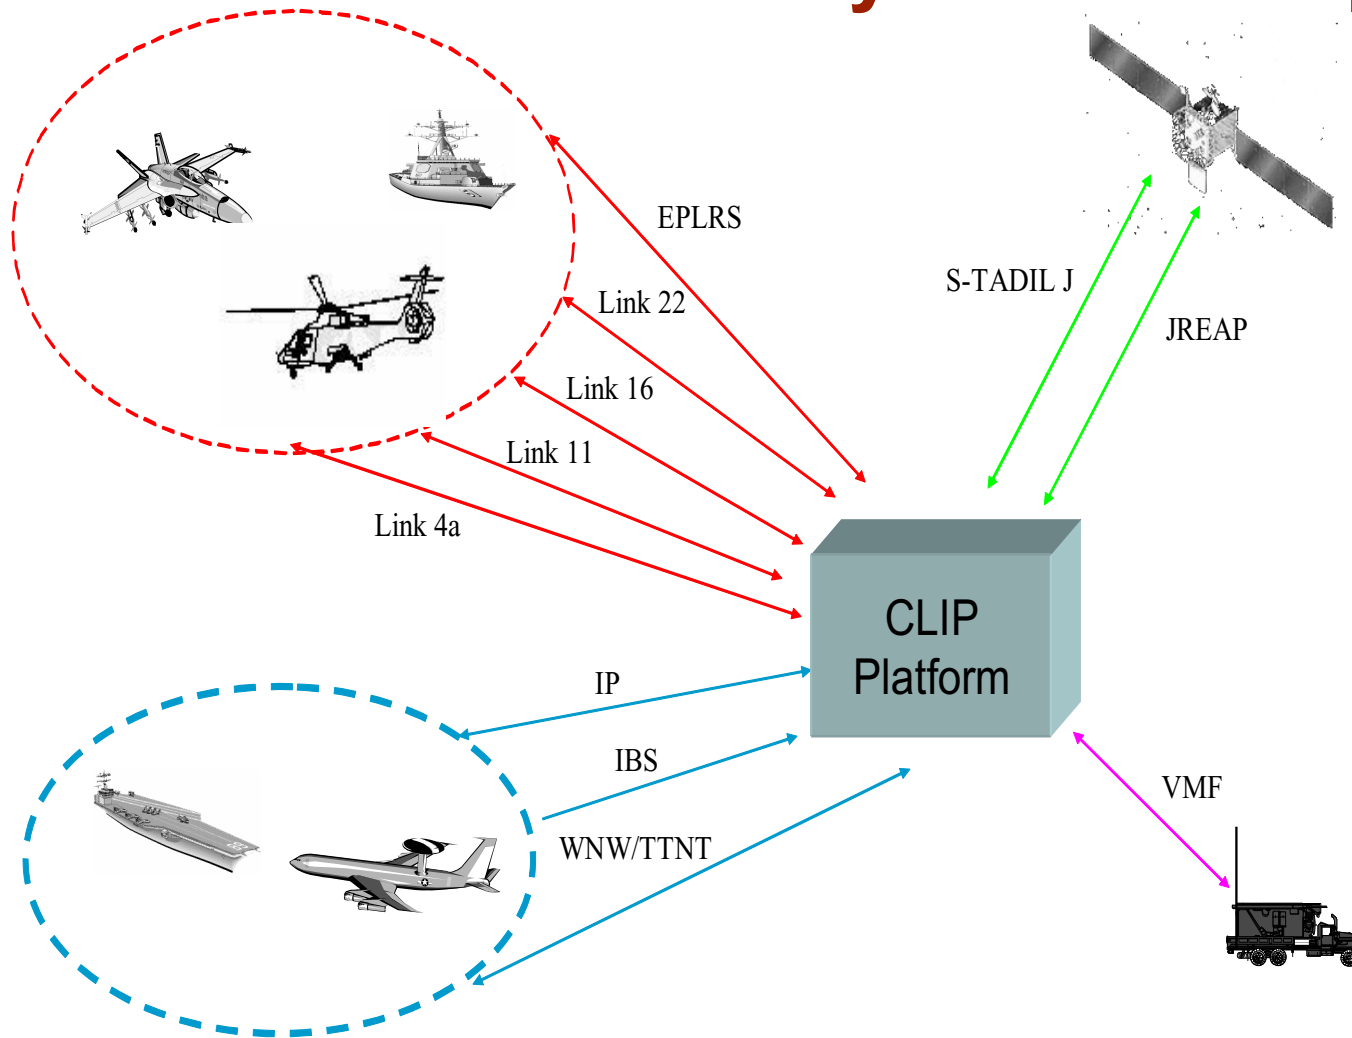 EPLRS
S-TADIL J
Link 22
JREAP
Link 16
Link 11
Link 4a
CLIP
Platform
IP
IBS
VMF
WNW/TTNT